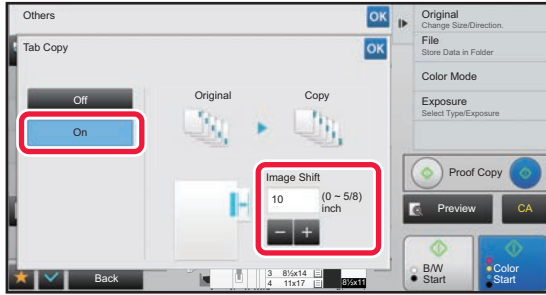 Others
OK
Tab Copy
OK
Off
On
Original
Copy
Image Shift
10
(0 ~ 5/8)
inch
Back
3 8½x14
4 11x17
8½x11
Original
Change Size/Direction.
File
Store Data in Folder
Color Mode
Exposure
Select Type/Exposure
Proof Copy
Preview
CA
B/W
Start
Color
Start